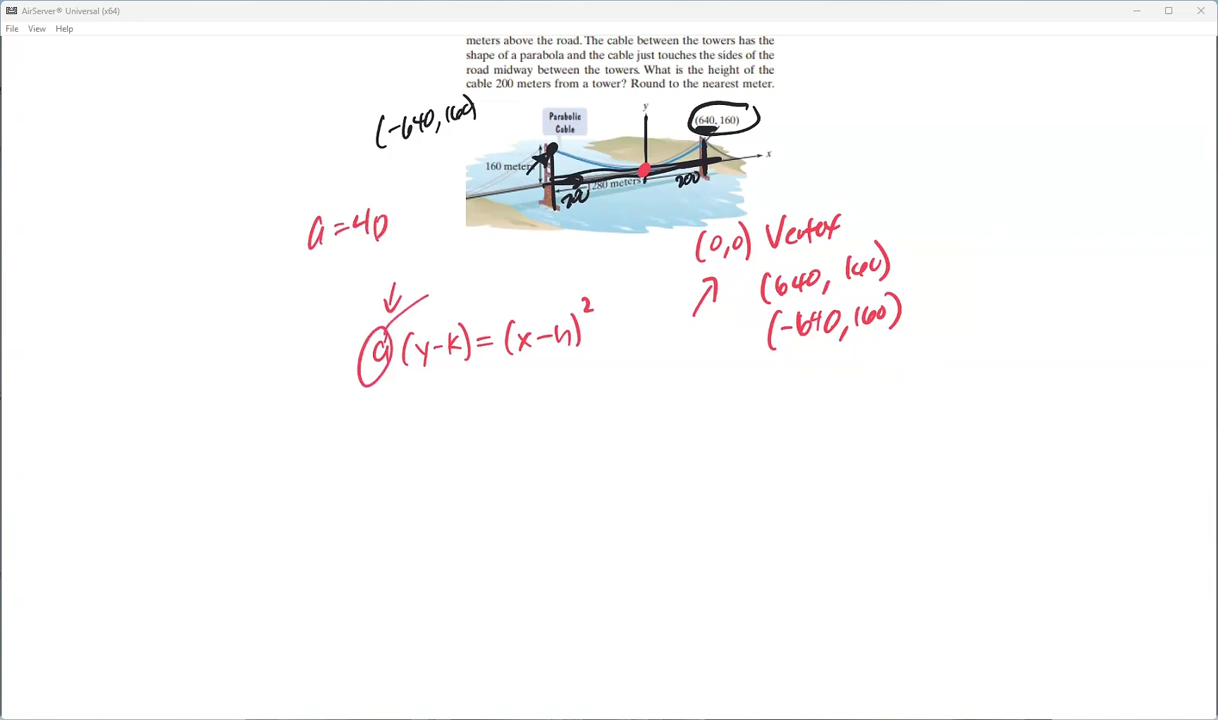 AirServer® Universal (x64)
File View Help
meters above the road. The cable between the towers has the
shape of a parabola and the cable just touches the sides of the
road midway between the towers. What is the height of the
cable 200 meters from a tower? Round to the nearest meter.
(-640, 160)
Parabolic
Cable
y
(640, 160)
x
160 meters
1280 meters
200
200
a = 4p
(0,0) Vertex
(640, 160)
(-640, 160)
a (y-k) = (x-h)²